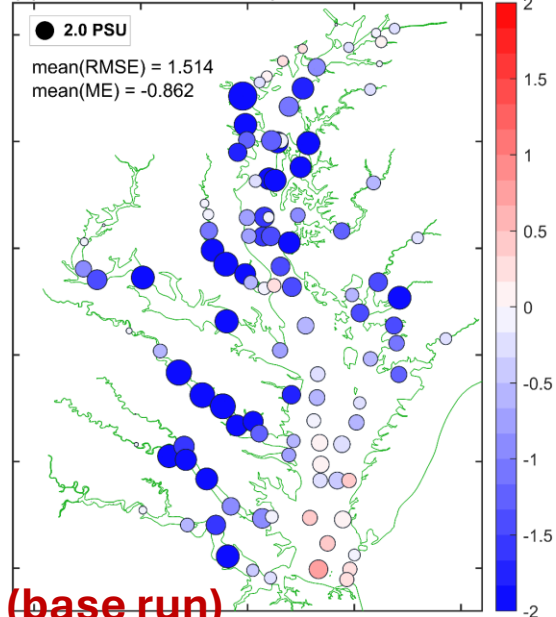 2.0 PSU
mean(RMSE) = 1.514
mean(ME) = -0.862
2
1.5
1
0.5
0
-0.5
-1
-1.5
-2
(base run)